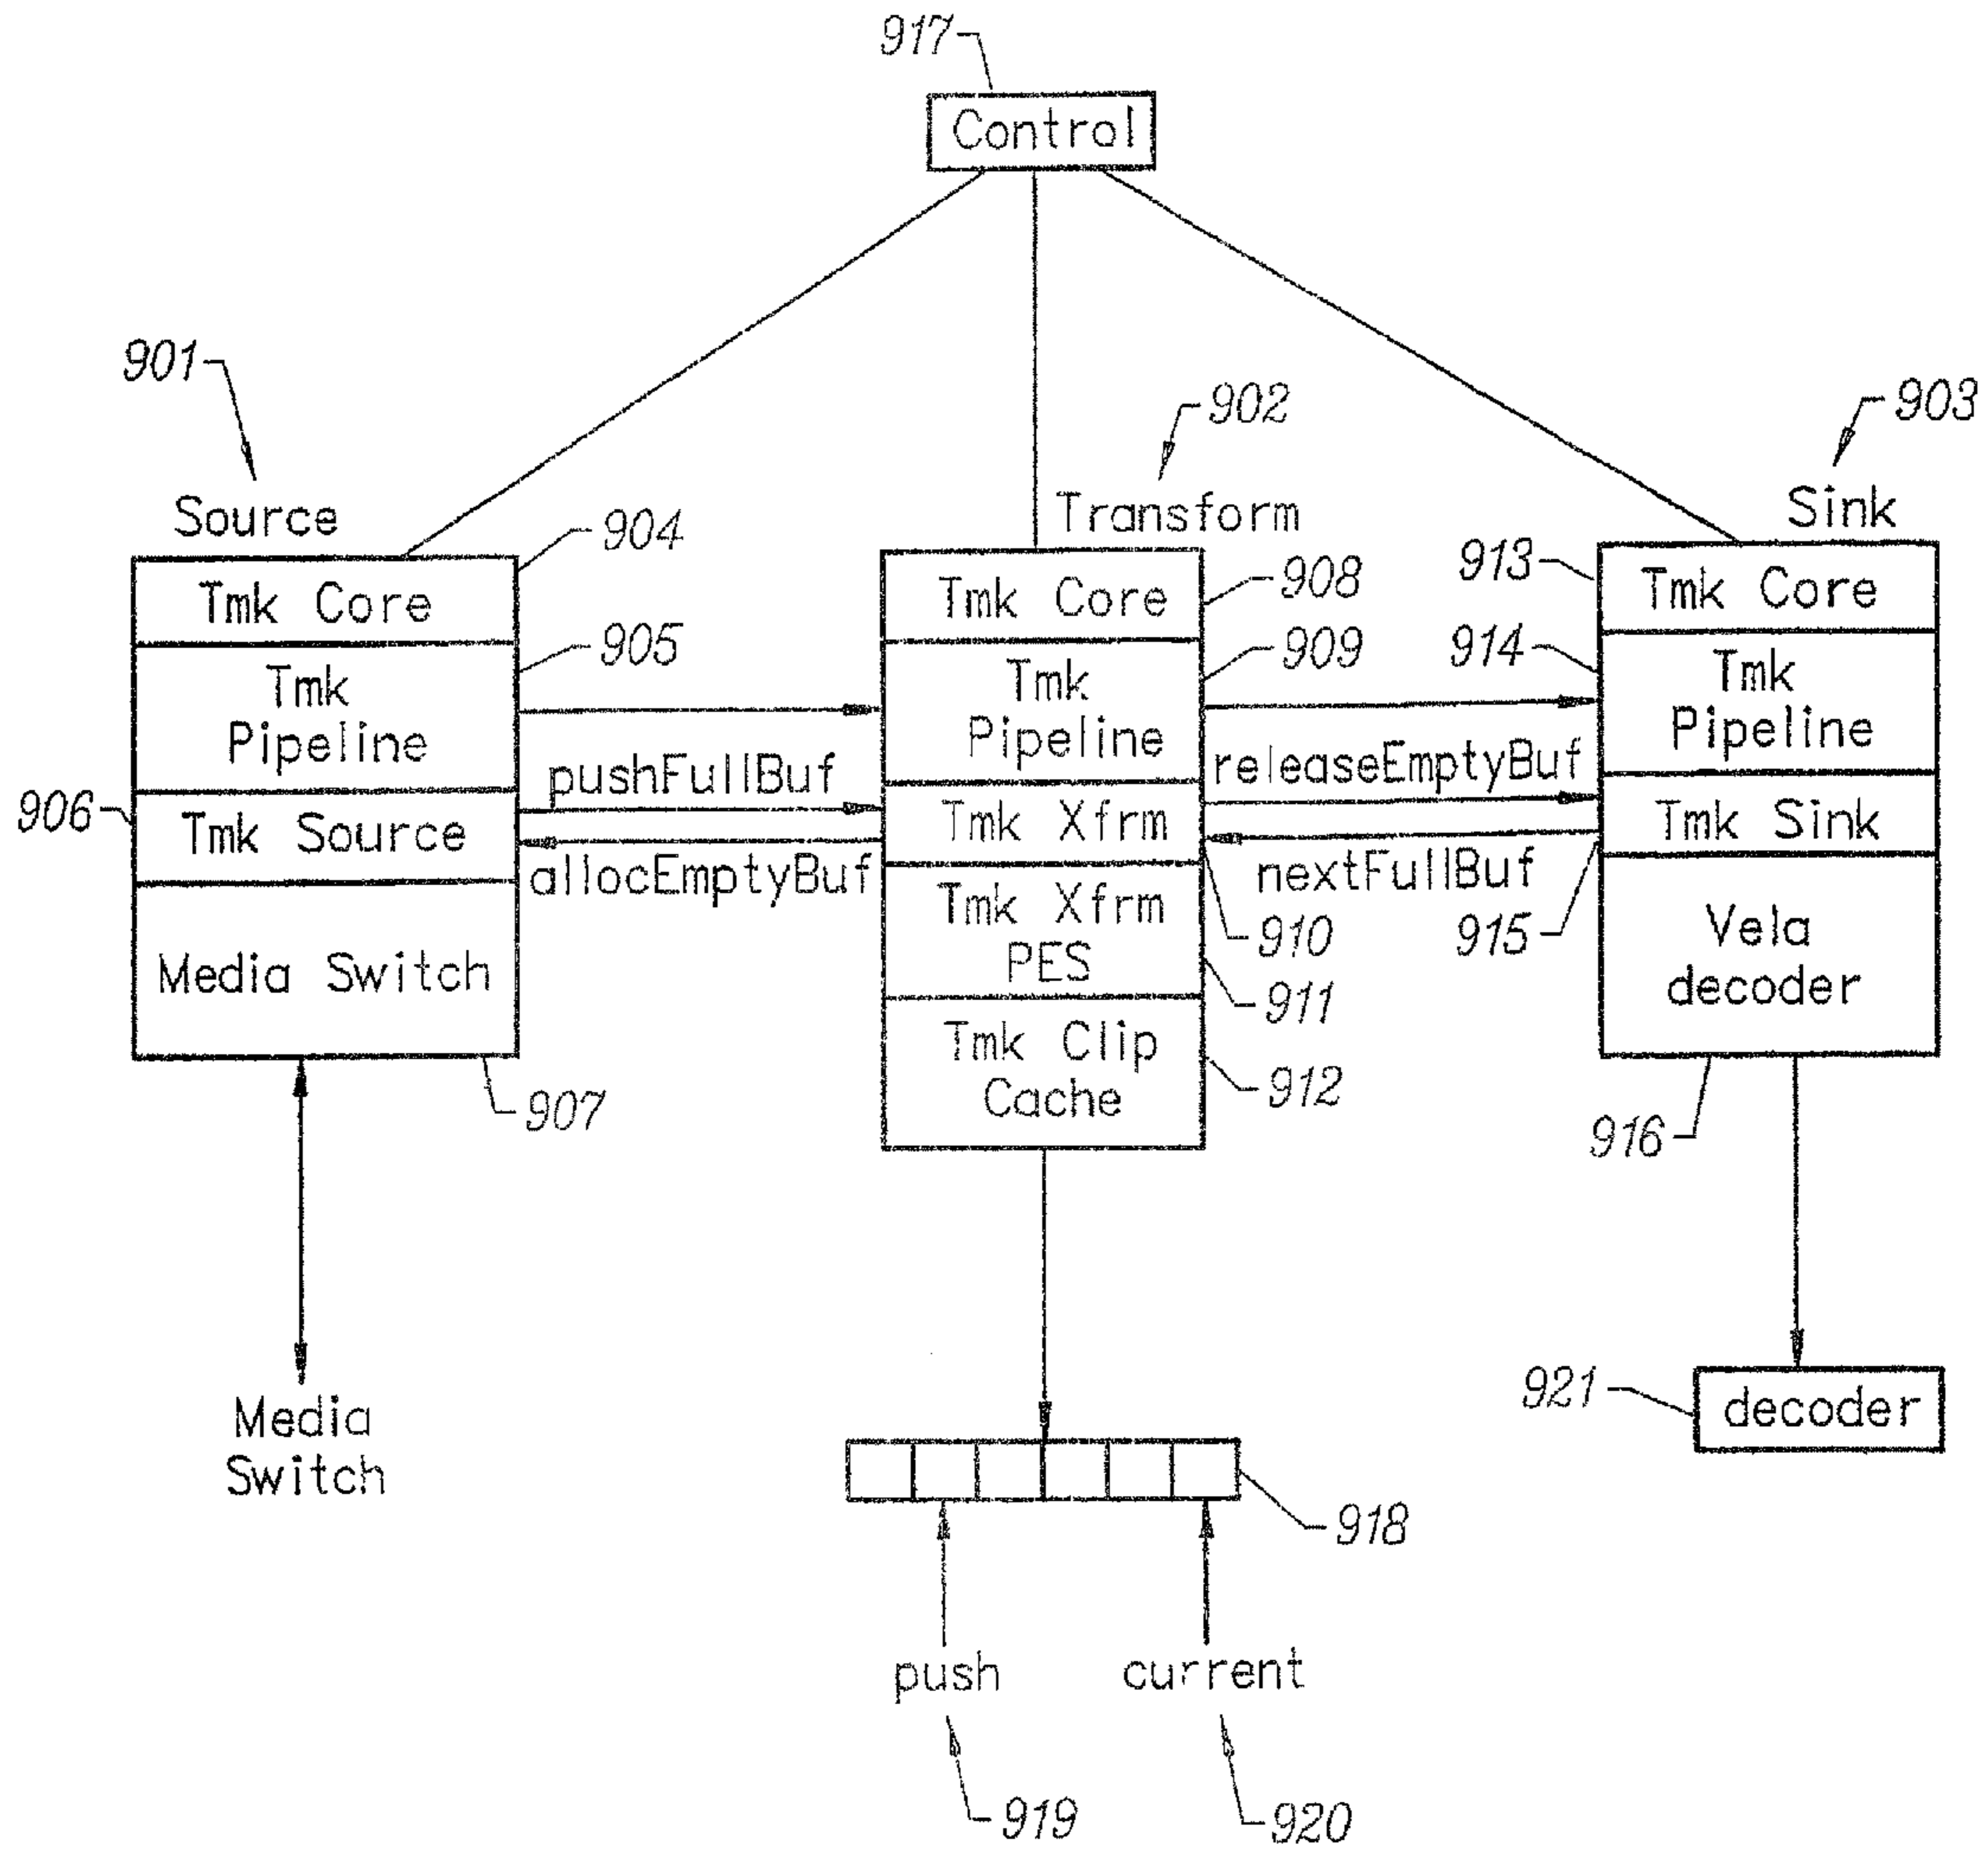 917
Control
901
902
903
Source
Transform
Sink
904
908
913
Tmk Core
Tmk Core
Tmk Core
905
909
914
Tmk
Pipeline
Tmk
Pipeline
Tmk
Pipeline
pushFullBuf
releaseEmptyBuf
906
Tmk Source
Tmk Xfrm
Tmk Sink
allocEmptyBuf
nextFullBuf
910
915
Media Switch
Tmk Xfrm
PES
Vela
decoder
911
907
Tmk Clip
Cache
912
916
Media
Switch
921
decoder
918
push
current
919
920